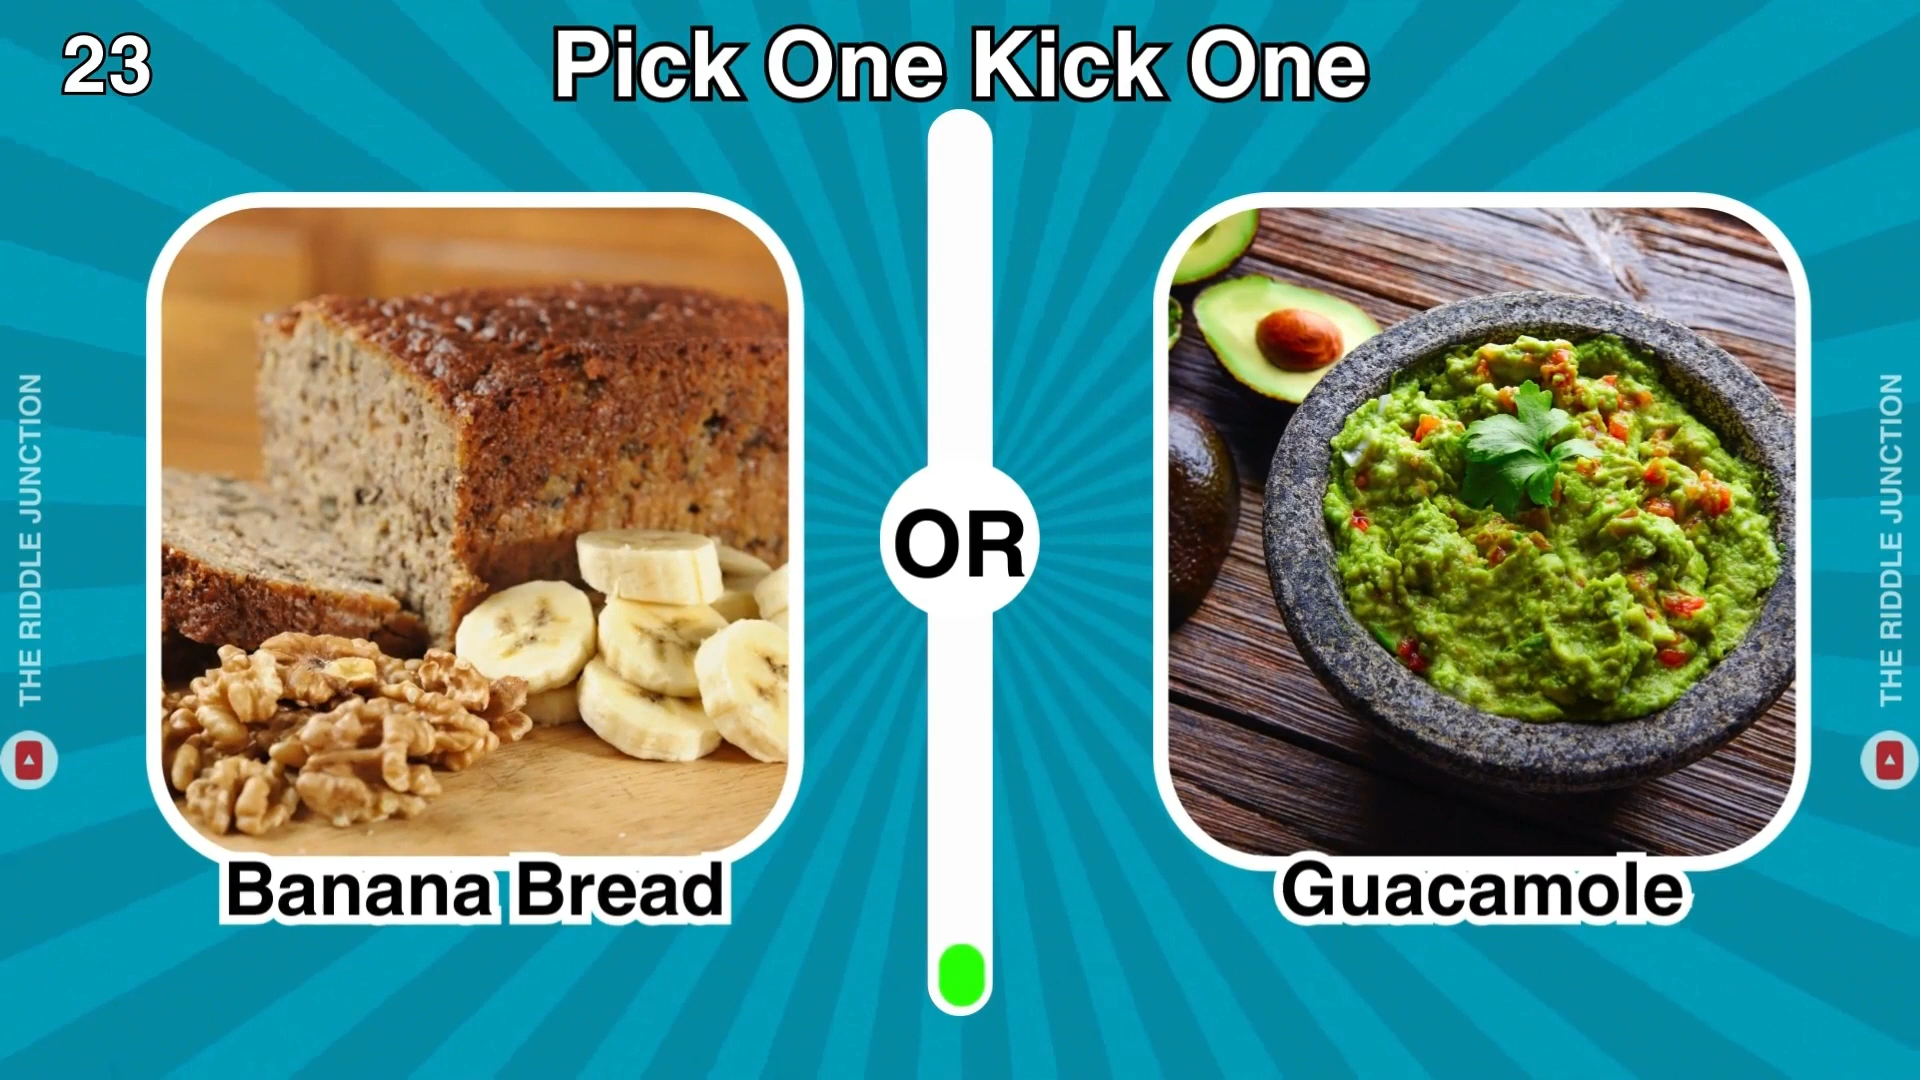 23
Pick One Kick One
THE RIDDLE JUNCTION
OR
THE RIDDLE JUNCTION
Banana Bread
Guacamole